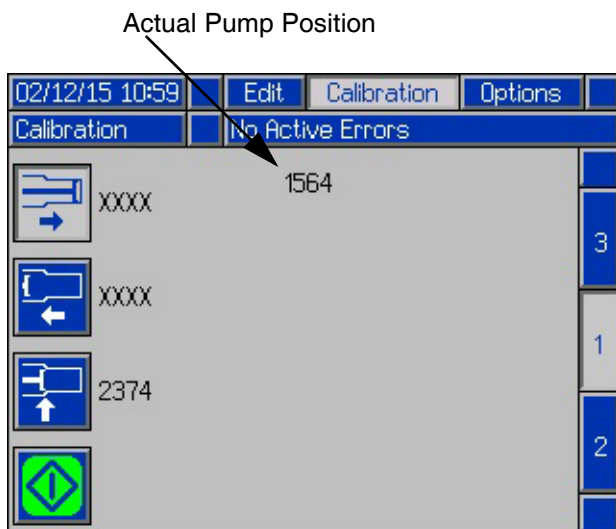 Actual Pump Position
02/12/15 10:59 Edit Calibration Options
Calibration No Active Errors
1564
XXXX
3
XXXX
1
2374
2